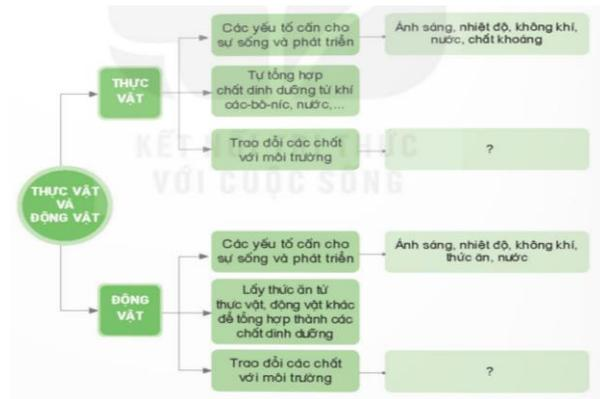 Các yếu tố cần cho
sự sống và phát triển
Ánh sáng, nhiệt độ, không khí,
nước, chất khoáng
THỰC
VẬT
Tự tổng hợp
chất dinh dưỡng từ khí
các-bô-níc, nước,...
Trao đổi các chất
với môi trường
?
KẾT NỐI TRI THỨC
VỚI CUỘC SỐNG
THỰC VẬT
VÀ
ĐỘNG VẬT
Các yếu tố cần cho
sự sống và phát triển
Ánh sáng, nhiệt độ, không khí,
thức ăn, nước
ĐỘNG
VẬT
Lấy thức ăn từ
thực vật, động vật khác
để tổng hợp thành các
chất dinh dưỡng
Trao đổi các chất
với môi trường
?